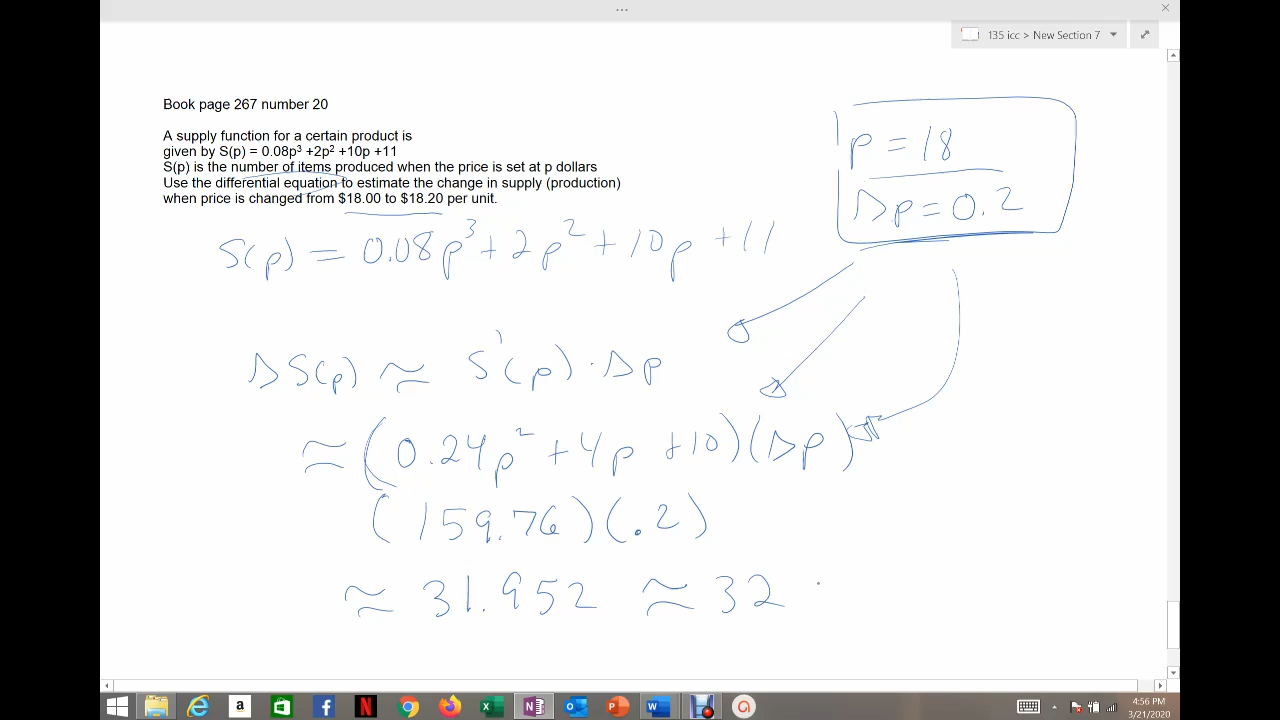 135 icc > New Section 7
Book page 267 number 20
A supply function for a certain product is
given by S(p) = 0.08p³ +2p² +10p +11
S(p) is the number of items produced when the price is set at p dollars
Use the differential equation to estimate the change in supply (production)
when price is changed from $18.00 to $18.20 per unit.
p = 18
Δp = 0.2
S(p) = 0.08p³ + 2p² + 10p + 11
ΔS(p) ≈ S'(p) · Δp
≈ (0.24p² + 4p + 10)(Δp)
(159.76)(.2)
≈ 31.952 ≈ 32
4:56 PM
3/21/2020